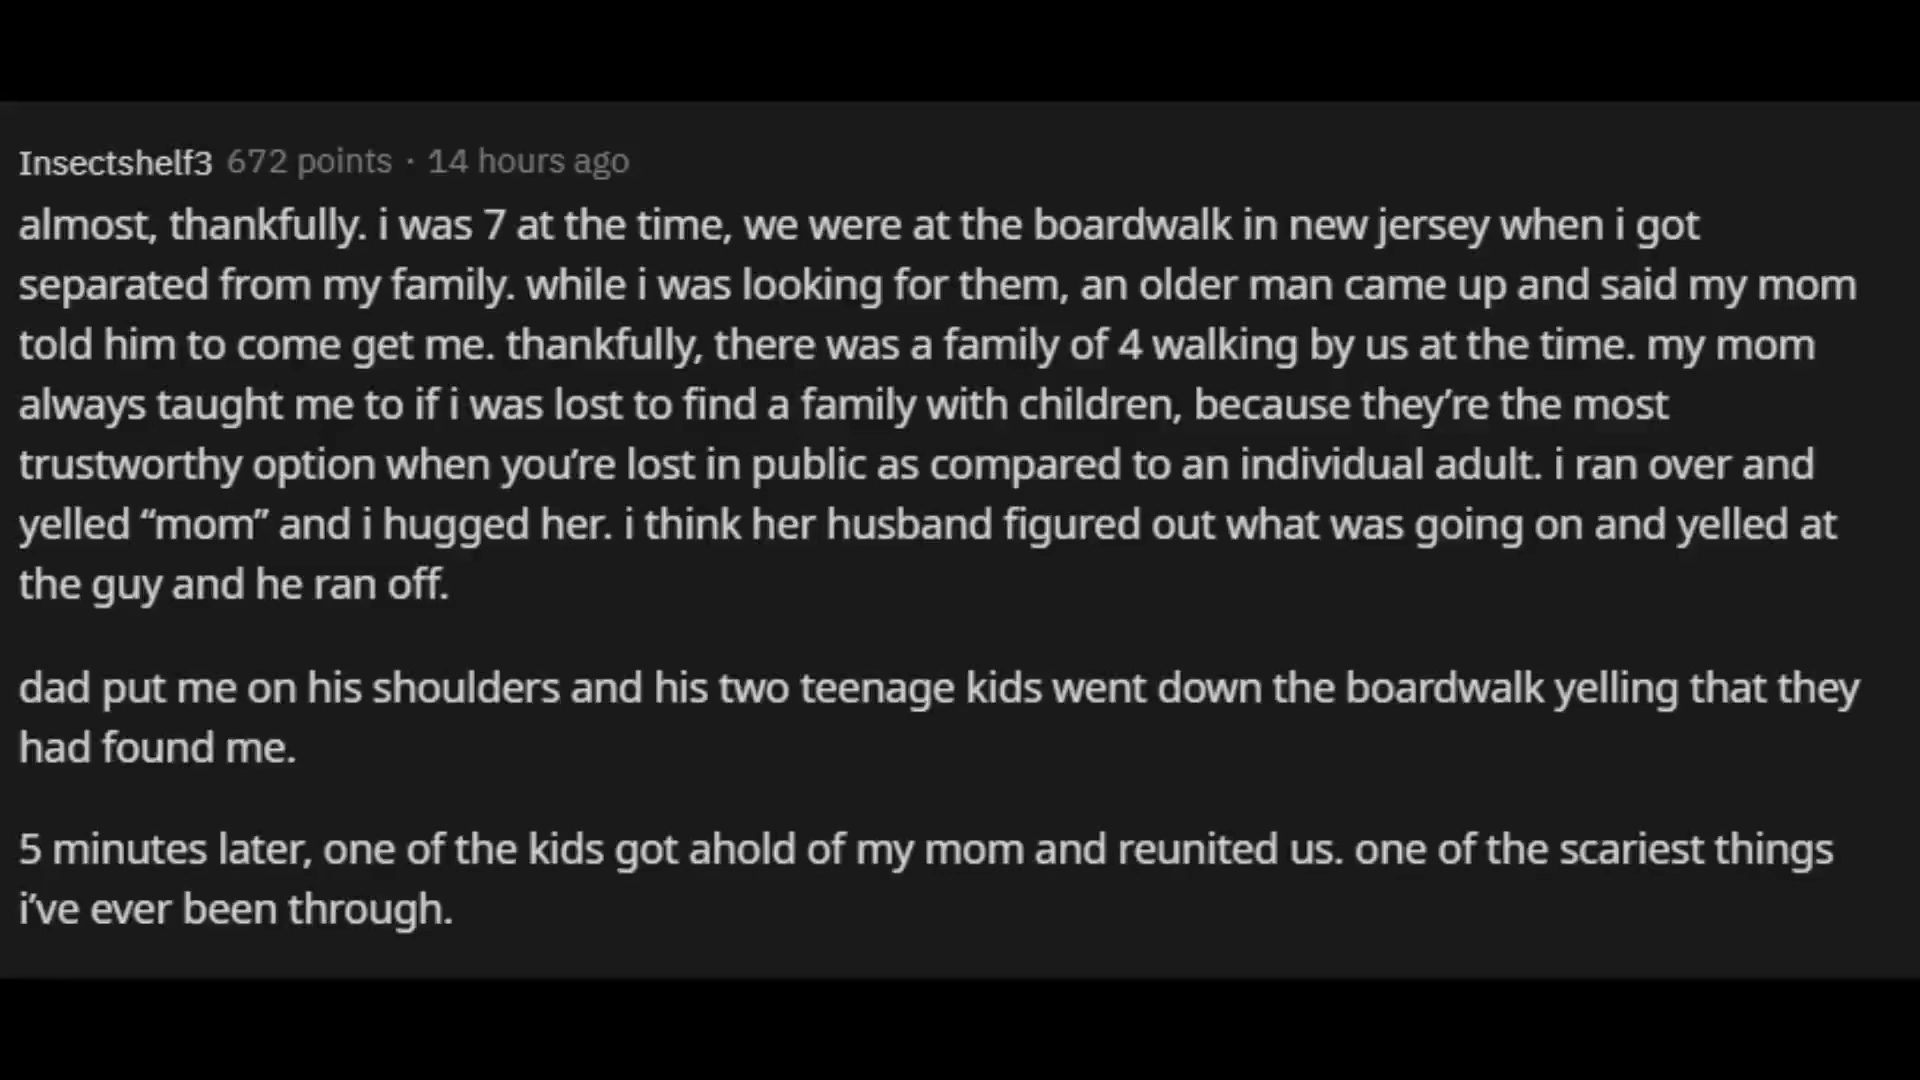 Insectshelf3 672 points · 14 hours ago
almost, thankfully. i was 7 at the time, we were at the boardwalk in new jersey when i got
separated from my family. while i was looking for them, an older man came up and said my mom
told him to come get me. thankfully, there was a family of 4 walking by us at the time. my mom
always taught me to if i was lost to find a family with children, because they’re the most
trustworthy option when you’re lost in public as compared to an individual adult. i ran over and
yelled “mom” and i hugged her. i think her husband figured out what was going on and yelled at
the guy and he ran off.
dad put me on his shoulders and his two teenage kids went down the boardwalk yelling that they
had found me.
5 minutes later, one of the kids got ahold of my mom and reunited us. one of the scariest things
i’ve ever been through.